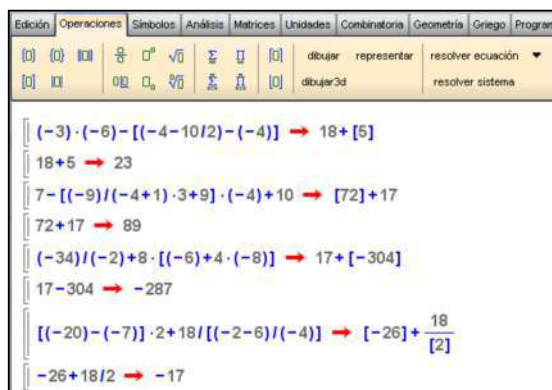 Edición Operaciones Símbolos Análisis Matrices Unidades Combinatoria Geometría Griego Program
dibujar representar resolver ecuación
dibujar3d resolver sistema
(-3)·(-6)-[(-4-10/2)-(-4)] → 18+[5]
18+5 → 23
7-[(-9)/(-4+1)·3+9]·(-4)+10 → [72]+17
72+17 → 89
(-34)/(-2)+8·[(-6)+4·(-8)] → 17+[-304]
17-304 → -287
[(-20)-(-7)]·2+18/[(-2-6)/(-4)] → [-26]+18/[2]
-26+18/2 → -17